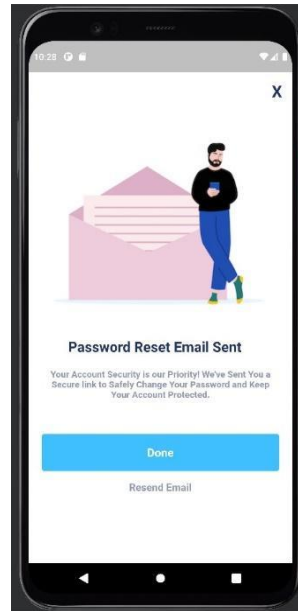 10:28
X
Password Reset Email Sent
Your Account Security is our Priority! We've Sent You a
Secure link to Safely Change Your Password and Keep
Your Account Protected.
Done
Resend Email